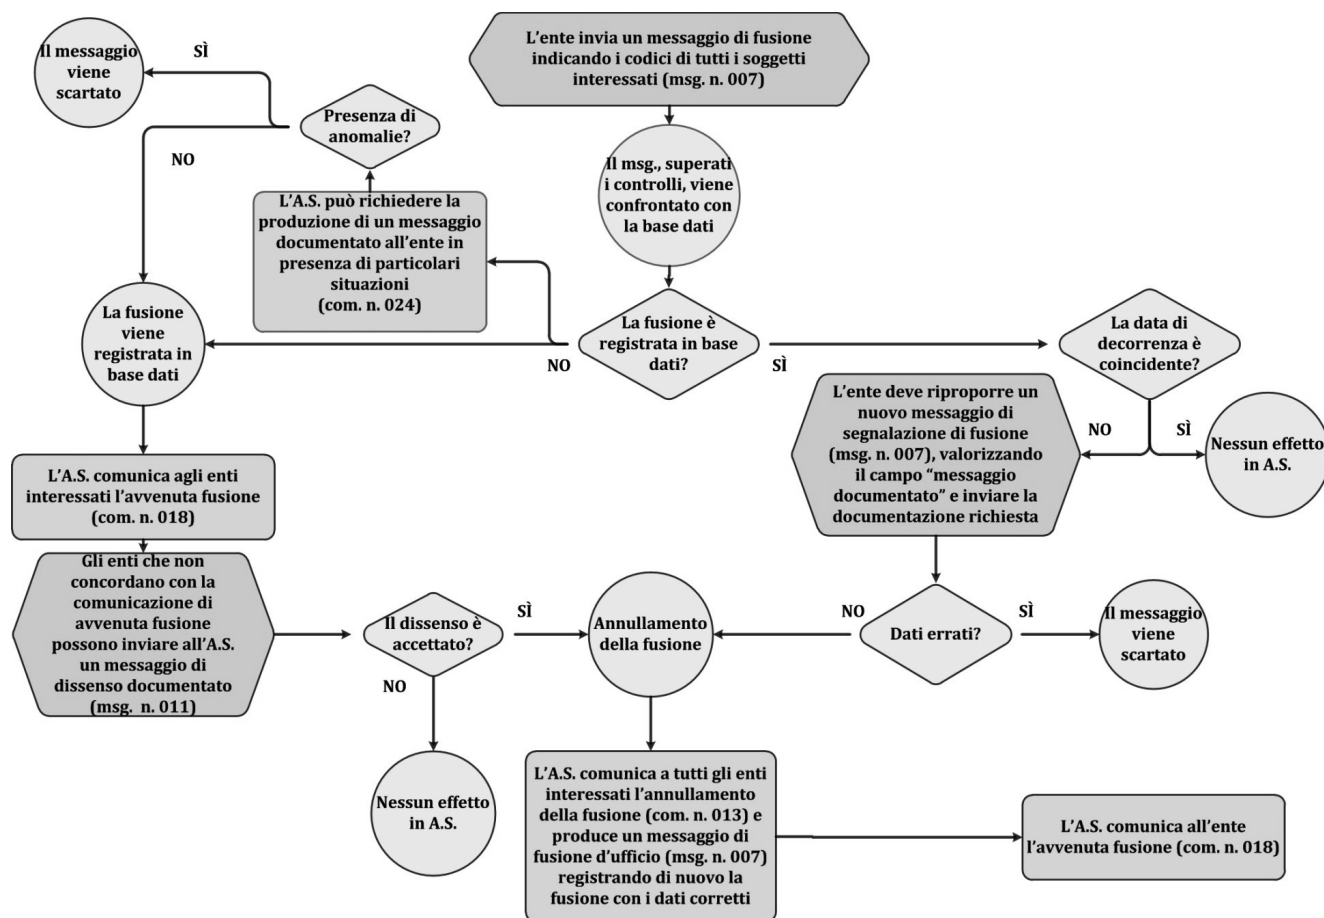 L'ente invia un messaggio di fusione
indicando i codici di tutti i soggetti
interessati (msg. n. 007)
Il messaggio
viene
scartato
SÌ
Presenza di
anomalie?
NO
Il msg., superati
i controlli, viene
confrontato con
la base dati
L'A.S. può richiedere la
produzione di un messaggio
documentato all'ente in
presenza di particolari
situazioni
(com. n. 024)
La fusione
viene
registrata in
base dati
La fusione è
registrata in base
dati?
NO
SÌ
La data di
decorrenza è
coincidente?
L'ente deve riproporre un
nuovo messaggio di
segnalazione di fusione
(msg. n. 007), valorizzando
il campo “messaggio
documentato” e inviare la
documentazione richiesta
NO
SÌ
Nessun effetto
in A.S.
L'A.S. comunica agli enti
interessati l'avvenuta fusione
(com. n. 018)
Gli enti che non
concordano con la
comunicazione di
avvenuta fusione
possono inviare all'A.S.
un messaggio di
dissenso documentato
(msg.  n. 011)
Il dissenso è
accettato?
SÌ
NO
Annullamento
della fusione
NO
Dati errati?
SÌ
Il messaggio
viene
scartato
Nessun effetto
in A.S.
L'A.S. comunica a tutti gli enti
interessati l'annullamento
della fusione (com. n. 013) e
produce un messaggio di
fusione d'ufficio (msg. n. 007)
registrando di nuovo la
fusione con i dati corretti
L'A.S. comunica all'ente
l'avvenuta fusione (com. n. 018)